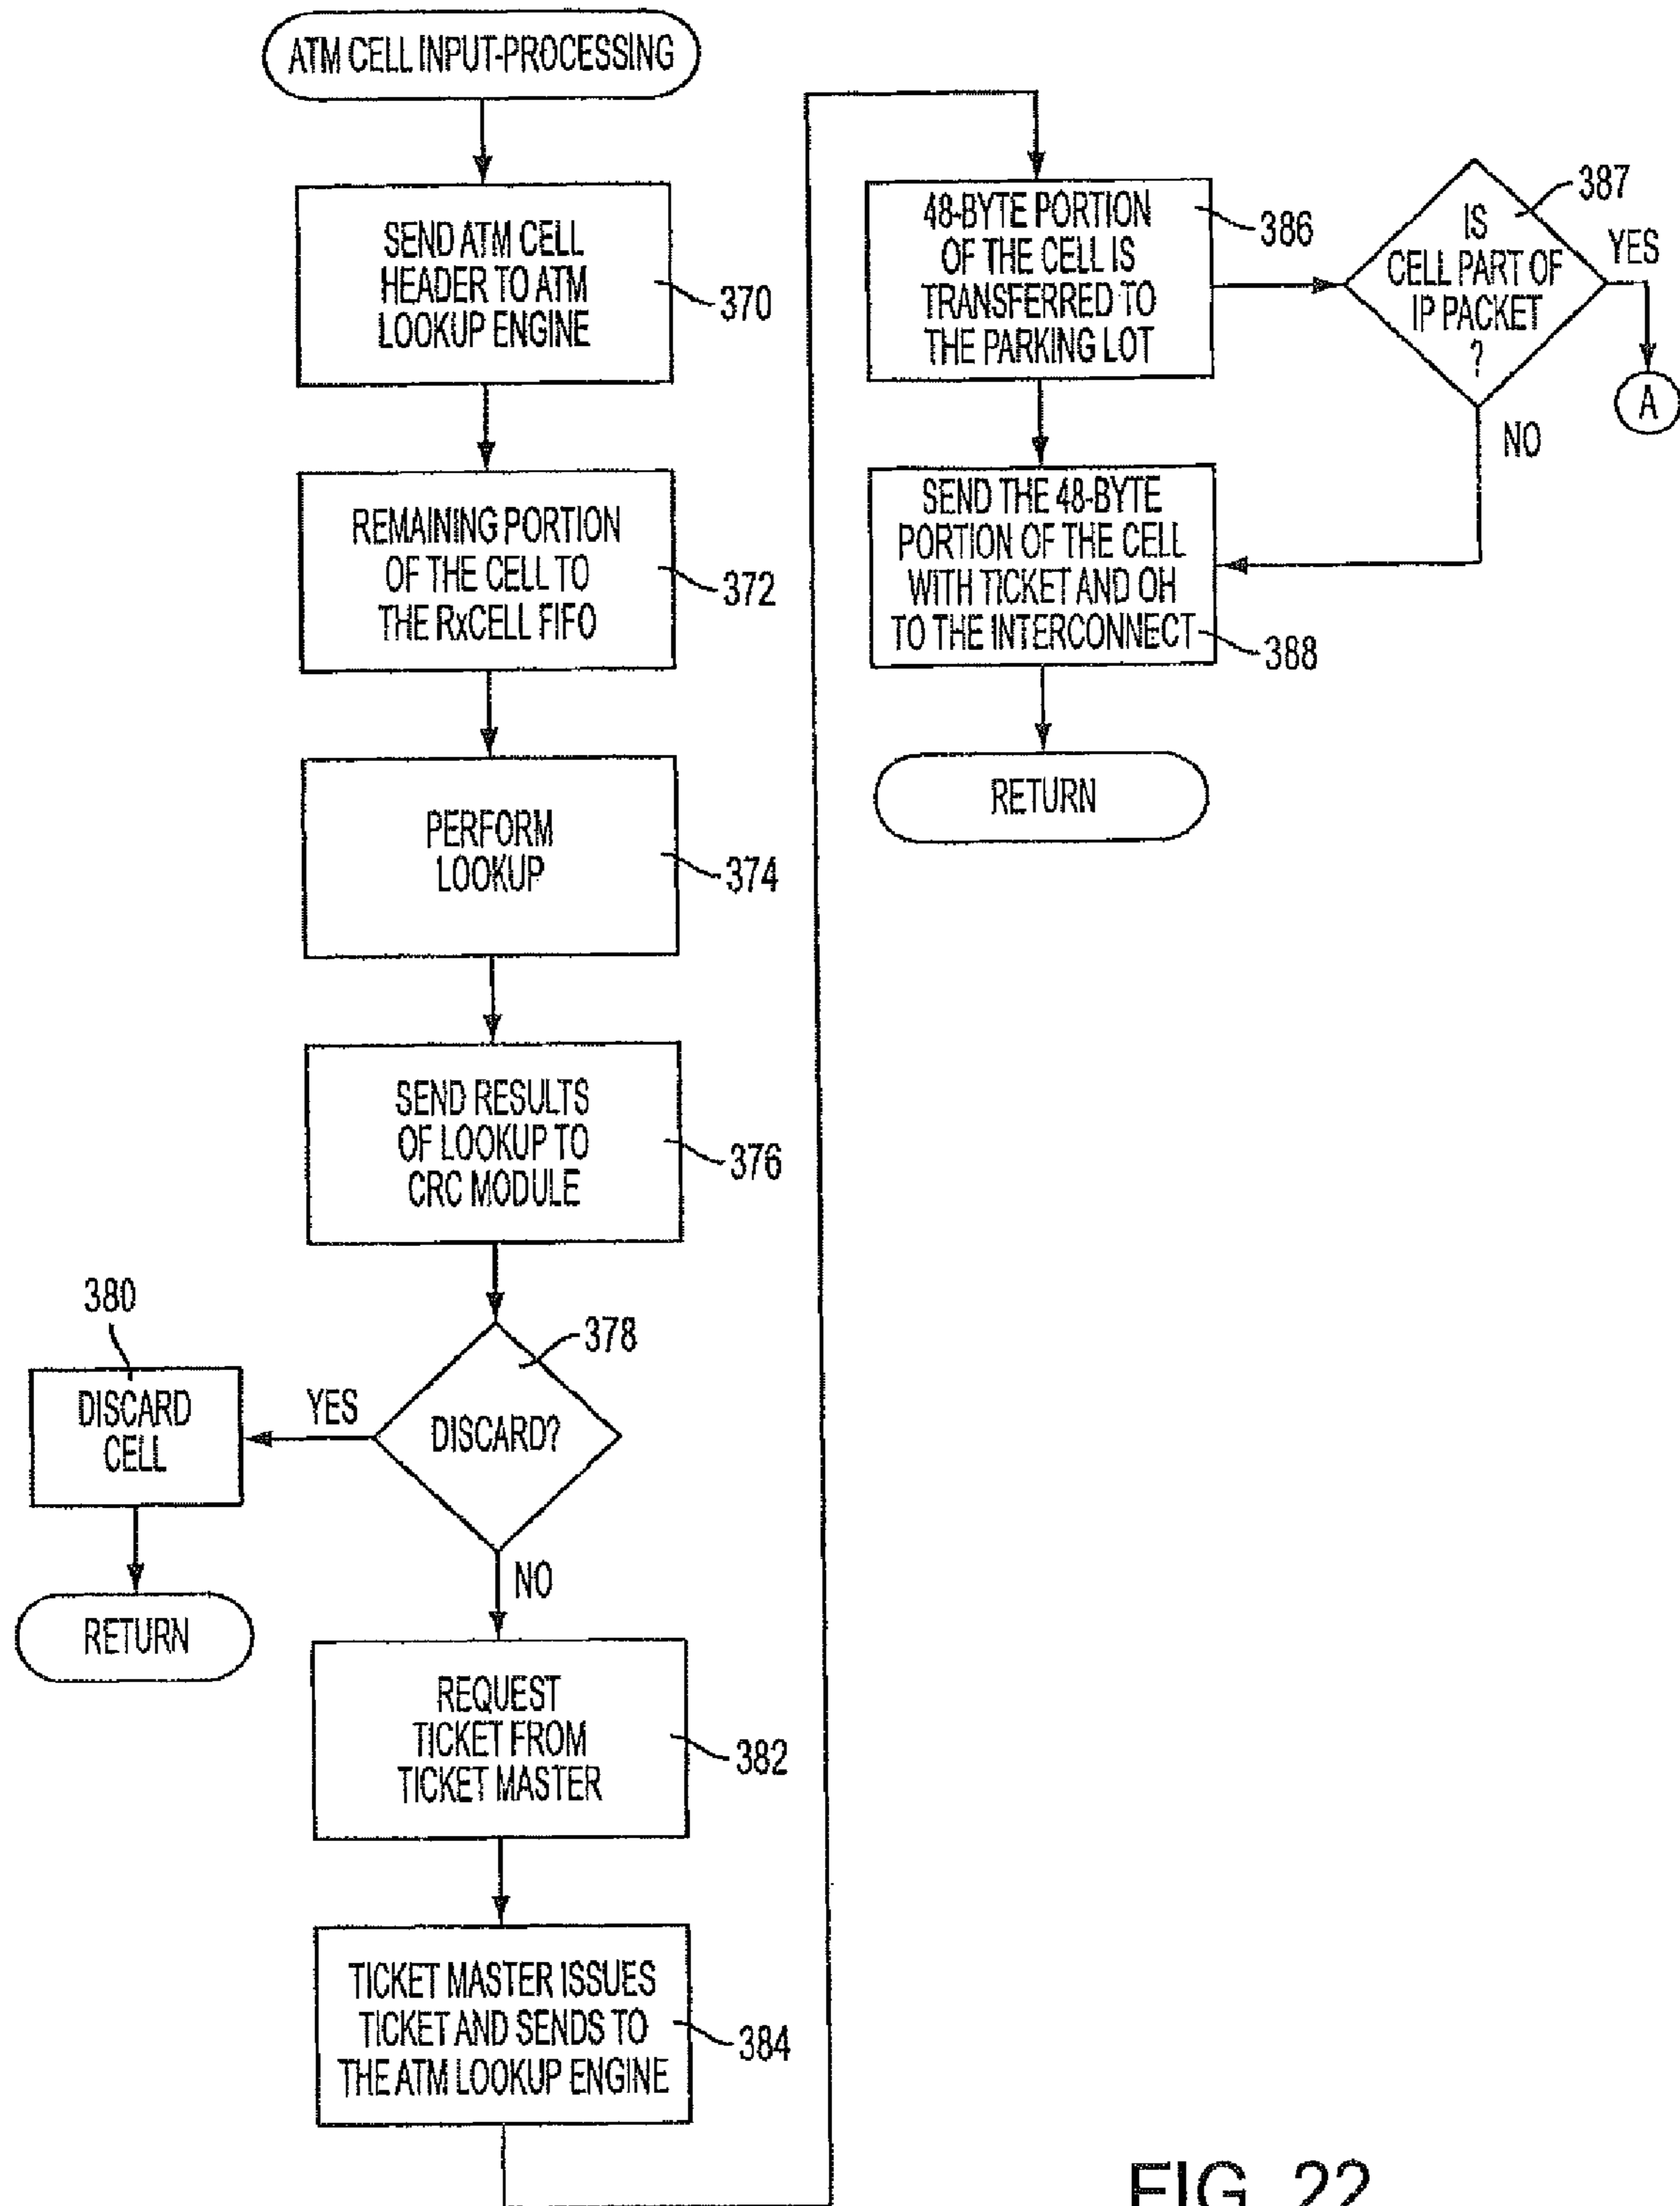 ATM CELL INPUT-PROCESSING
SEND ATM CELL
HEADER TO ATM
LOOKUP ENGINE
370
REMAINING PORTION
OF THE CELL TO
THE RxCELL FIFO
372
PERFORM
LOOKUP
374
SEND RESULTS
OF LOOKUP TO
CRC MODULE
376
378
DISCARD?
YES
380
DISCARD
CELL
RETURN
NO
REQUEST
TICKET FROM
TICKET MASTER
382
TICKET MASTER ISSUES
TICKET AND SENDS TO
THE ATM LOOKUP ENGINE
384
48-BYTE PORTION
OF THE CELL IS
TRANSFERRED TO
THE PARKING LOT
386
387
IS
CELL PART OF
IP PACKET
?
YES
A
NO
SEND THE 48-BYTE
PORTION OF THE CELL
WITH TICKET AND OH
TO THE INTERCONNECT
388
RETURN
FIG. 22